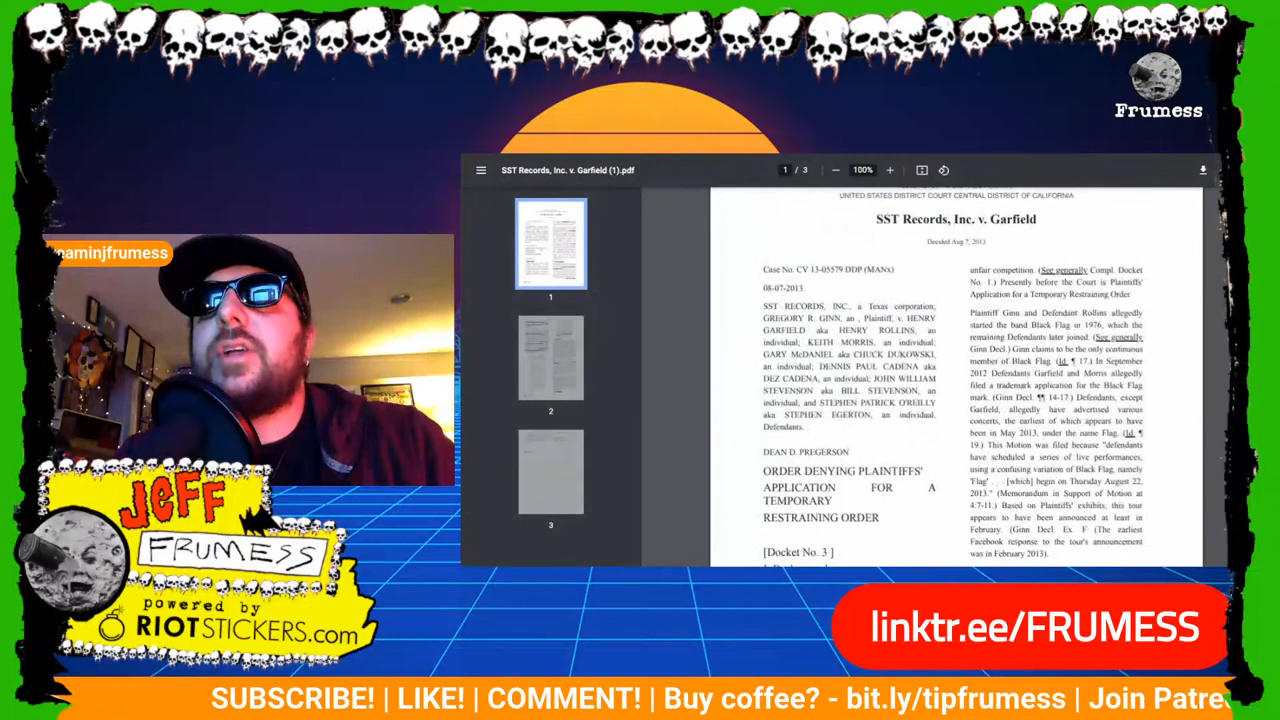 Frumess
SST Records, Inc. v. Garfield (1).pdf
1 / 3
100%
UNITED STATES DISTRICT COURT CENTRAL DISTRICT OF CALIFORNIA
SST Records, Inc. v. Garfield
Decided Aug 7, 2013
Case No. CV 13-05579 DDP (MANx)
08-07-2013
SST RECORDS, INC., a Texas corporation;
GREGORY R. GINN, an , Plaintiff, v. HENRY
GARFIELD aka HENRY ROLLINS, an
individual; KEITH MORRIS, an individual;
GARY McDANIEL aka CHUCK DUKOWSKI,
an individual; DENNIS PAUL CADENA aka
DEZ CADENA, an individual; JOHN WILLIAM
STEVENSON aka BILL STEVENSON, an
individual, and STEPHEN PATRICK O'REILLY
aka STEPHEN EGERTON, an individual.
Defendants.
DEAN D. PREGERSON
ORDER DENYING PLAINTIFFS'
APPLICATION FOR A
TEMPORARY
RESTRAINING ORDER
[Docket No. 3 ]
unfair competition. (See generally Compl. Docket
No. 1.) Presently before the Court is Plaintiffs'
Application for a Temporary Restraining Order
Plaintiff Ginn and Defendant Rollins allegedly
started the band Black Flag in 1976, which the
remaining Defendants later joined. (See generally
Ginn Decl.) Ginn claims to be the only continuous
member of Black Flag. (Id. ¶ 17.) In September
2012 Defendants Garfield and Morris allegedly
filed a trademark application for the Black Flag
mark. (Ginn Decl. ¶¶ 14-17.) Defendants, except
Garfield, allegedly have advertised various
concerts, the earliest of which appears to have
been in May 2013, under the name Flag. (Id. ¶
19.) This Motion was filed because "defendants
have scheduled a series of live performances,
using a confusing variation of Black Flag, namely
'Flag' . . . [which] begin on Thursday August 22,
2013." (Memorandum in Support of Motion at
4:7-11.) Based on Plaintiffs' exhibits, this tour
appears to have been announced at least in
February. (Ginn Decl. Ex. F (The earliest
Facebook response to the tour's announcement
was in February 2013).
1
2
3
eaminjfrumess
JEFF
FRUMESS
powered by
RIOTSTICKERS.com
linktr.ee/FRUMESS
SUBSCRIBE! | LIKE! | COMMENT! | Buy coffee? - bit.ly/tipfrumess | Join Patre